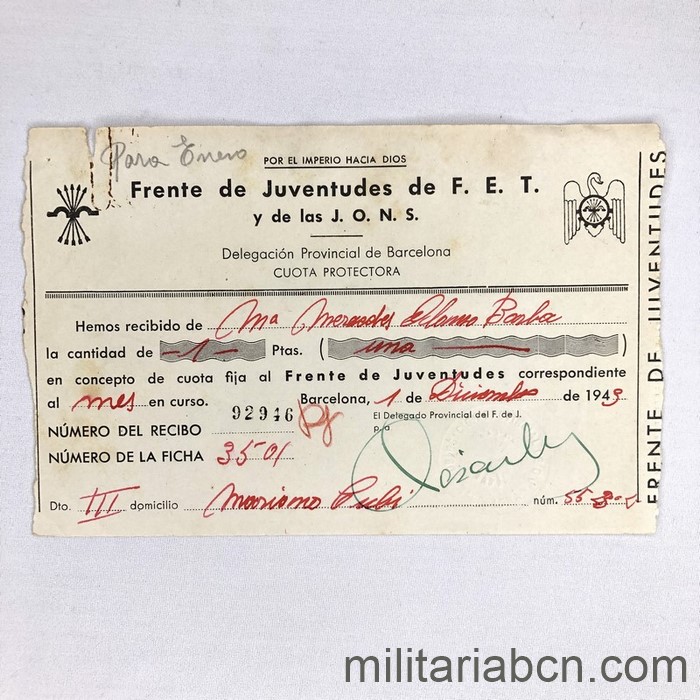 Para Enero
POR EL IMPERIO HACIA DIOS
Frente de Juventudes de F. E. T.
y de las J. O. N. S.
Delegación Provincial de Barcelona
CUOTA PROTECTORA
Hemos recibido de Mª Mercedes Alonso Barba
la cantidad de -1- Ptas. ( una )
en concepto de cuota fija al Frente de Juventudes correspondiente
al mes en curso. Barcelona, 1 de Diciembre de 1943
NÚMERO DEL RECIBO 92946
El Delegado Provincial del F. de J.
p. o.
NÚMERO DE LA FICHA 3501
Dto. III domicilio Mariano Cubí núm. 55
FRENTE DE JUVENTUDES
militariabcn.com